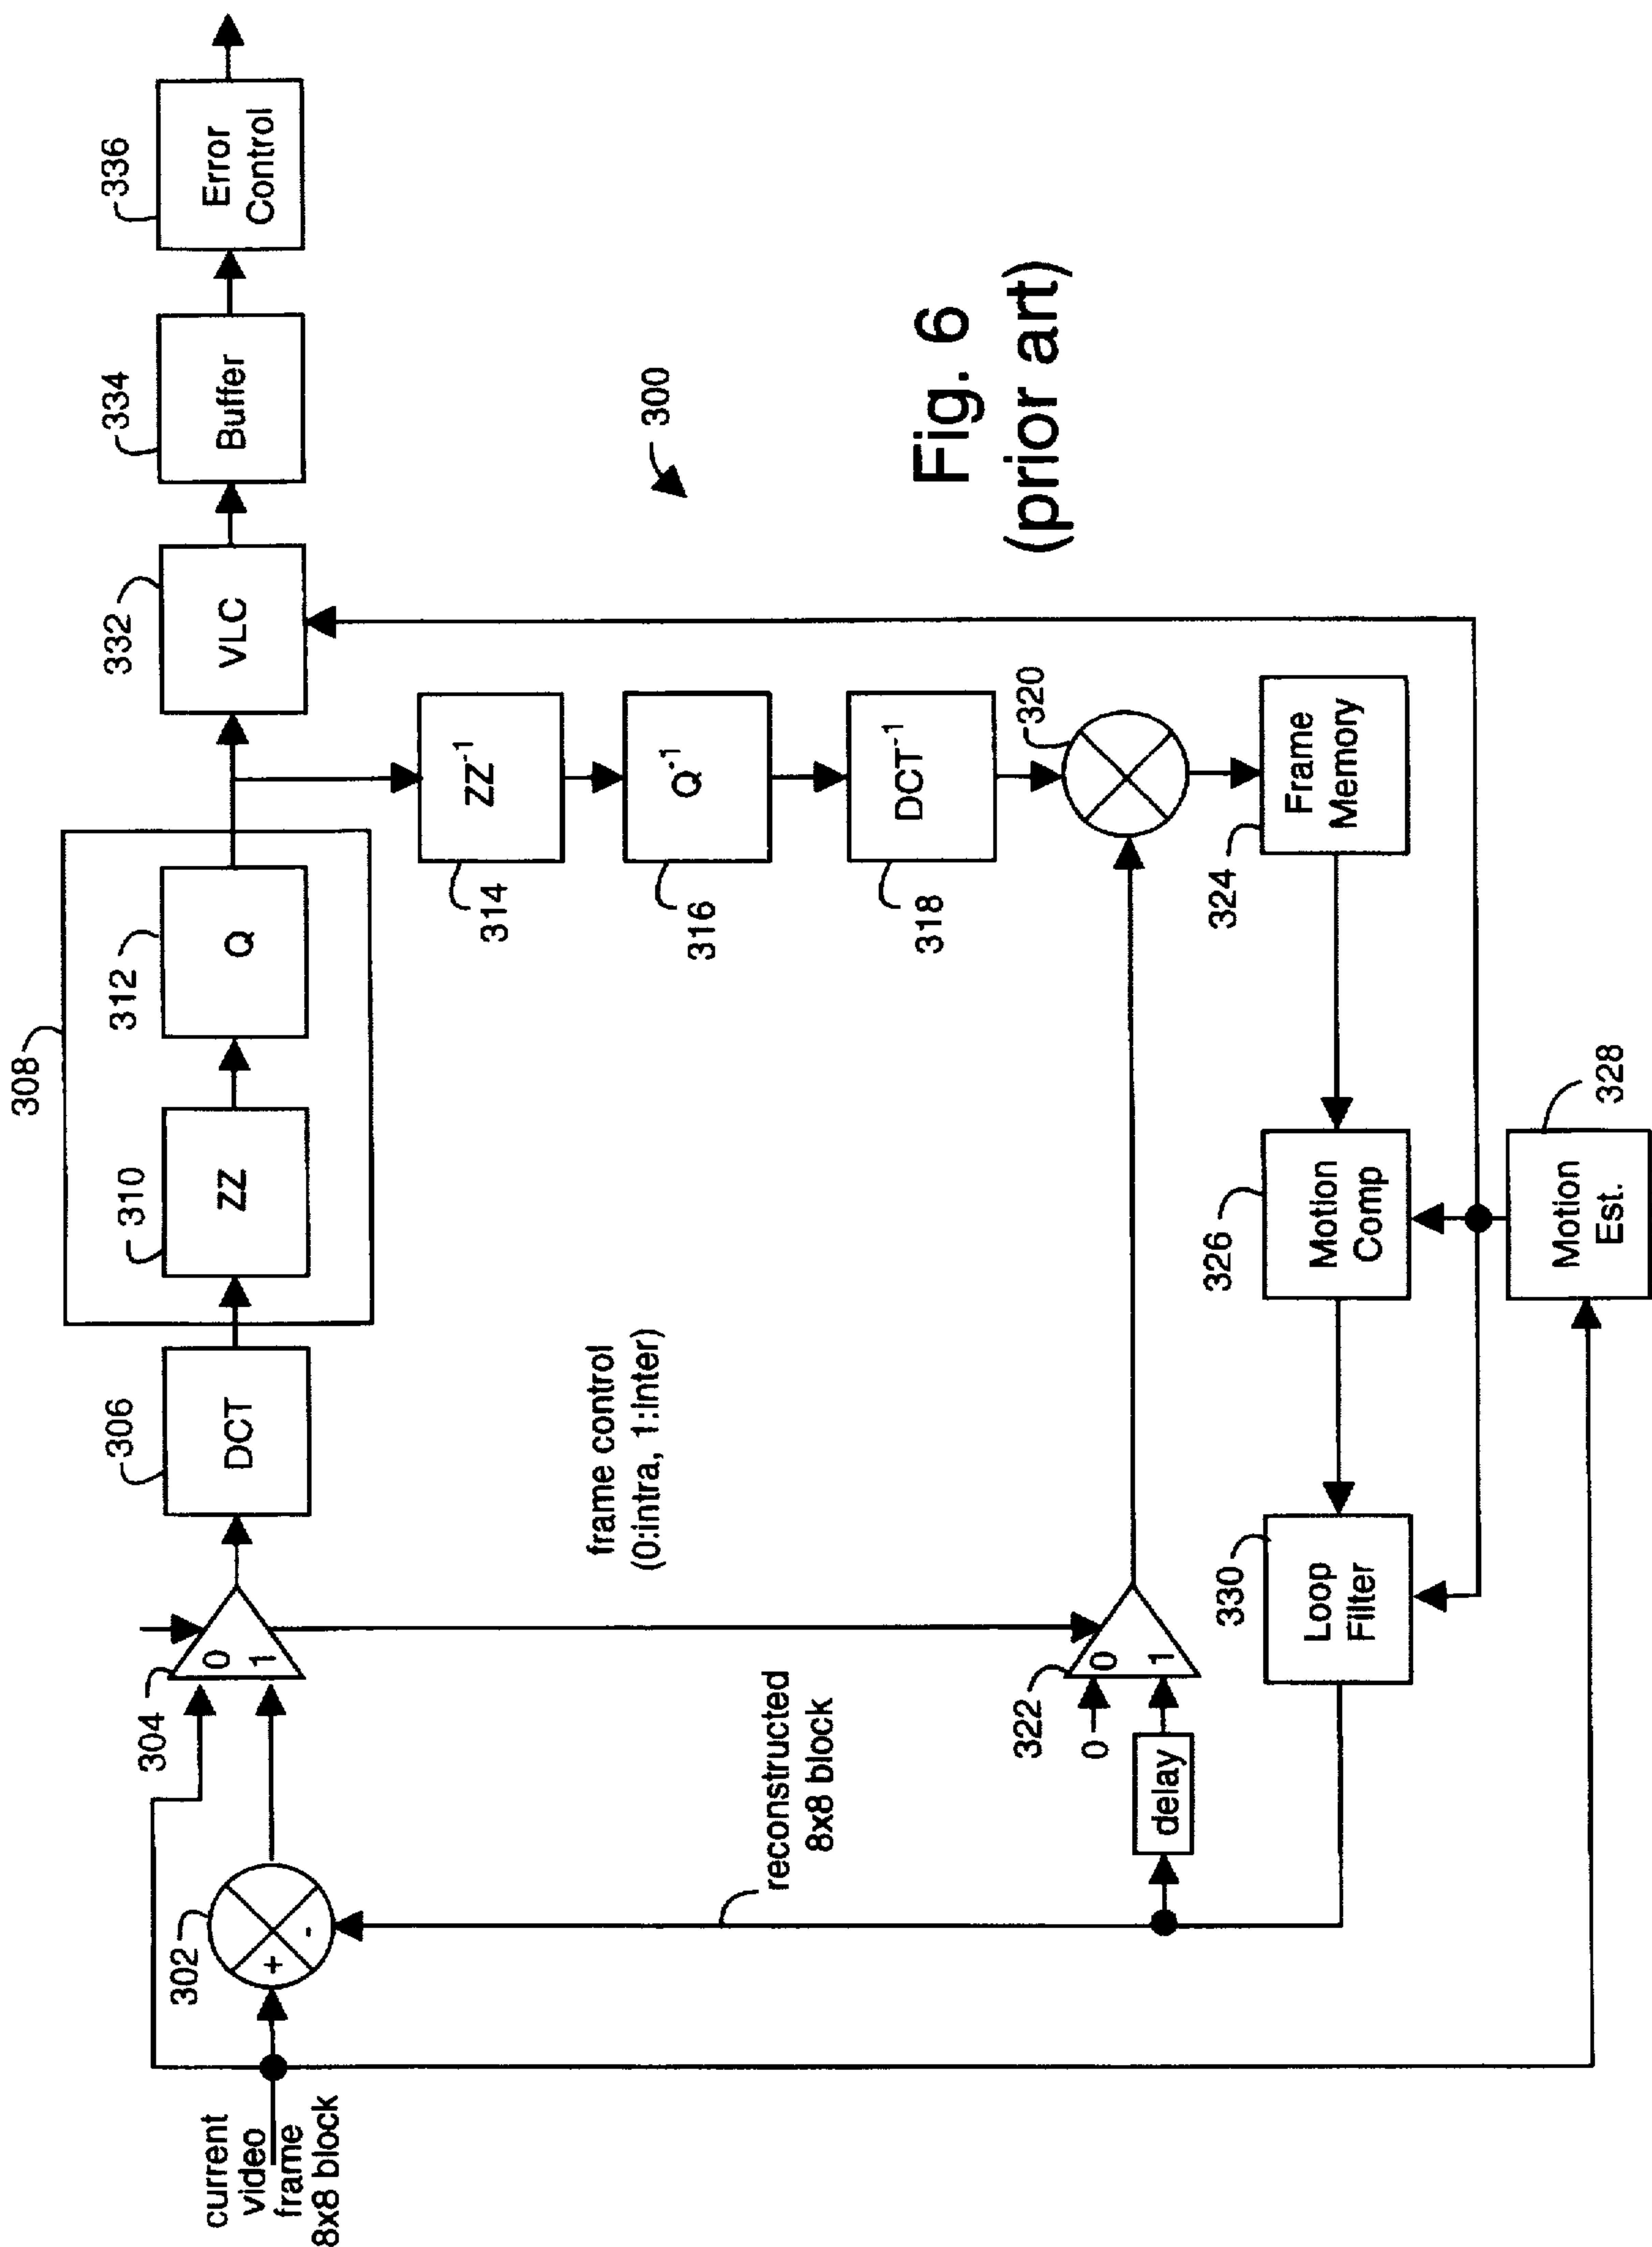 308
336
334
332
312
310
306
304
302
Error
Control
Buffer
VLC
Q
ZZ
DCT
0
1
+
-
current
video
frame
8x8 block
300
ZZ-1
314
Q-1
316
DCT-1
318
320
frame control
(0:intra, 1:inter)
reconstructed
8x8 block
322
0
0
1
delay
Fig. 6
(prior art)
324
Frame
Memory
326
Motion
Comp
330
Loop
Filter
328
Motion
Est.